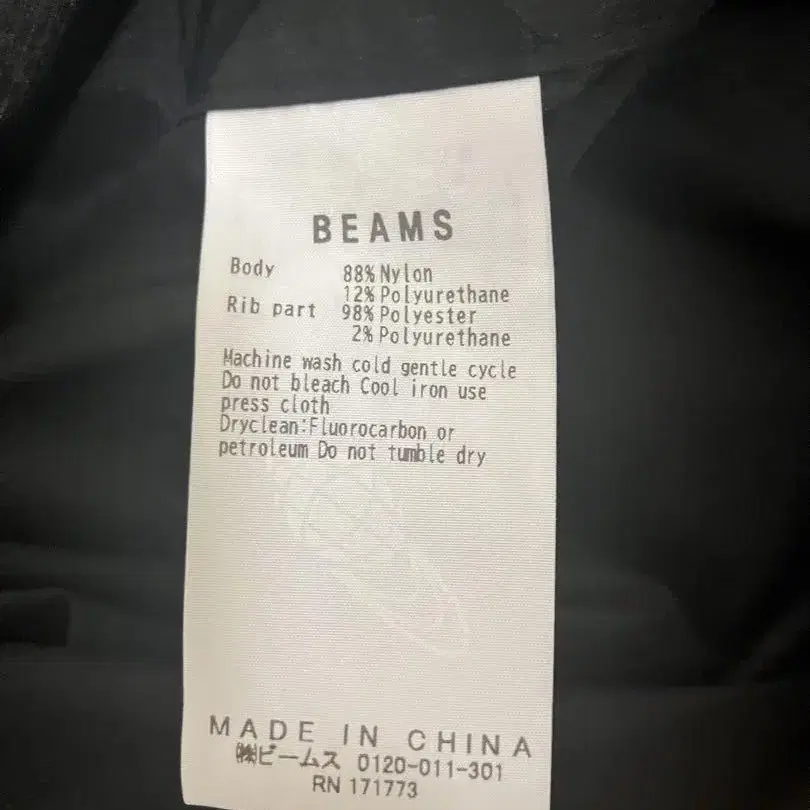 BEAMS
Body 88% Nylon
12% Polyurethane
Rib part 98% Polyester
2% Polyurethane
Machine wash cold gentle cycle
Do not bleach Cool iron use
press cloth
Dryclean:Fluorocarbon or
petroleum Do not tumble dry
MADE IN CHINA
㈱ビームス 0120-011-301
RN 171773